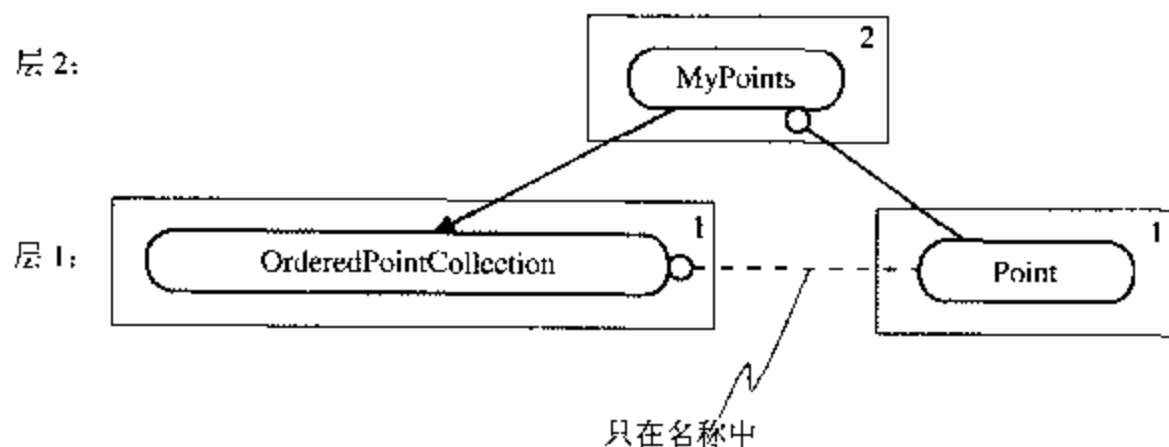 层 2：
2
MyPoints
层 1：
1
OrderedPointCollection
1
Point
只在名称中